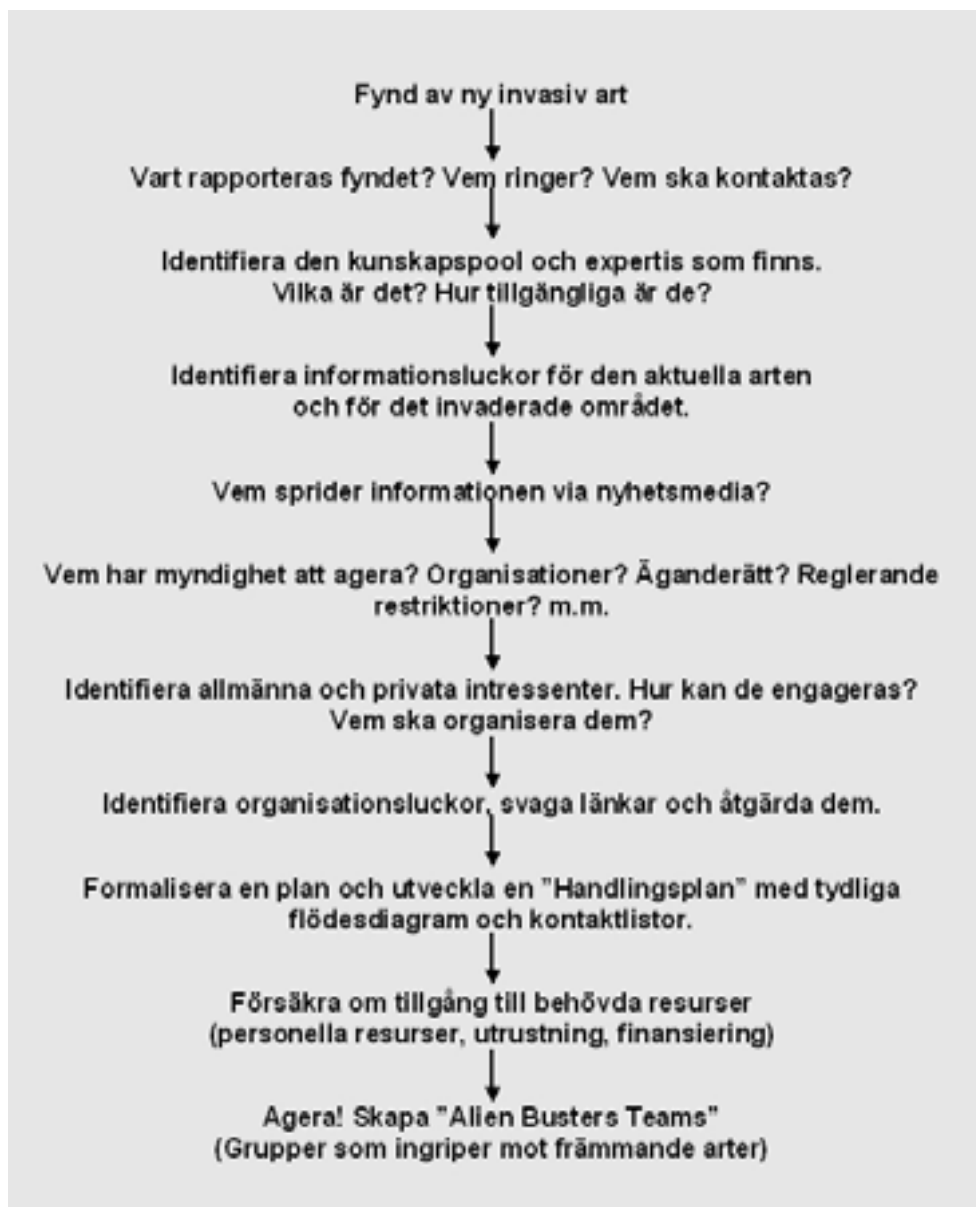 Fynd av ny invasiv art
Vart rapporteras fyndet? Vem ringer? Vem ska kontaktas?
Identifiera den kunskapspool och expertis som finns.
Vilka är det? Hur tillgängliga är de?
Identifiera informationsluckor för den aktuella arten
och för det invaderade området.
Vem sprider informationen via nyhetsmedia?
Vem har myndighet att agera? Organisationer? Äganderätt? Reglerande
restriktioner? m.m.
Identifiera allmänna och privata intressenter. Hur kan de engageras?
Vem ska organisera dem?
Identifiera organisationsluckor, svaga länkar och åtgärda dem.
Formalisera en plan och utveckla en ”Handlingsplan” med tydliga
flödesdiagram och kontaktlistor.
Försäkra om tillgång till behövda resurser
(personella resurser, utrustning, finansiering)
Agera! Skapa ”Alien Busters Teams”
(Grupper som ingriper mot främmande arter)